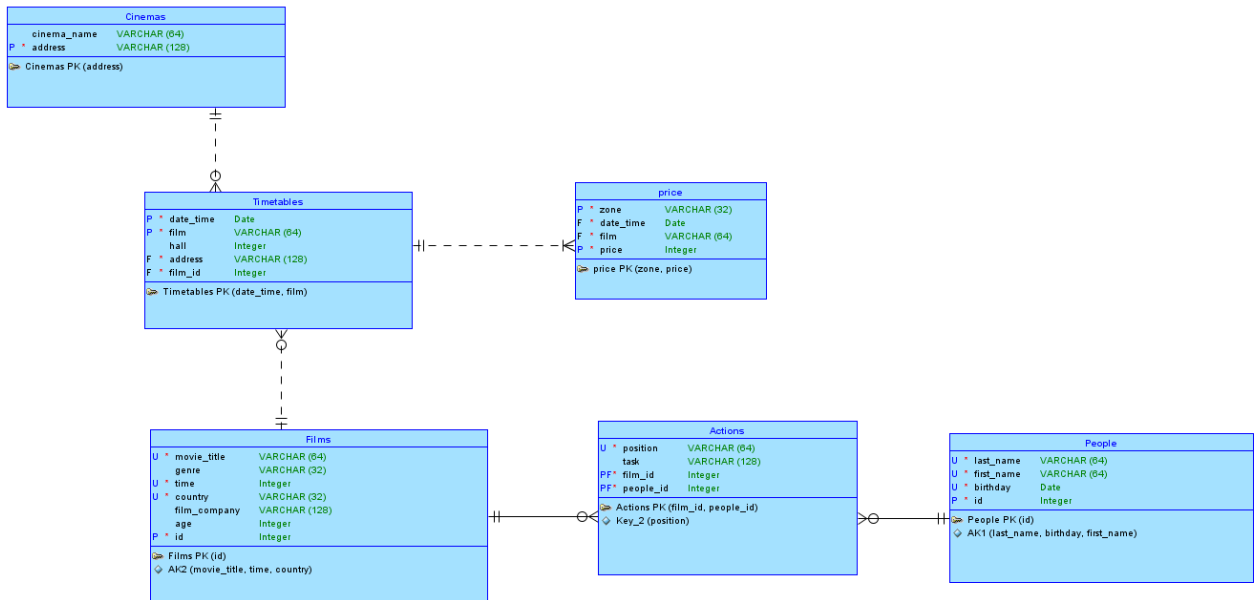 Cinemas
cinema_name VARCHAR (64)
P * address VARCHAR (128)
Cinemas PK (address)
Timetables
P * date_time Date
P * film VARCHAR (64)
hall Integer
F * address VARCHAR (128)
F * film_id Integer
Timetables PK (date_time, film)
price
P * zone VARCHAR (32)
F * date_time Date
F * film VARCHAR (64)
P * price Integer
price PK (zone, price)
Films
U * movie_title VARCHAR (64)
genre VARCHAR (32)
U * time Integer
U * country VARCHAR (32)
film_company VARCHAR (128)
age Integer
P * id Integer
Films PK (id)
AK2 (movie_title, time, country)
Actions
U * position VARCHAR (64)
task VARCHAR (128)
PF* film_id Integer
PF* people_id Integer
Actions PK (film_id, people_id)
Key_2 (position)
People
U * last_name VARCHAR (64)
U * first_name VARCHAR (64)
U * birthday Date
P * id Integer
People PK (id)
AK1 (last_name, birthday, first_name)